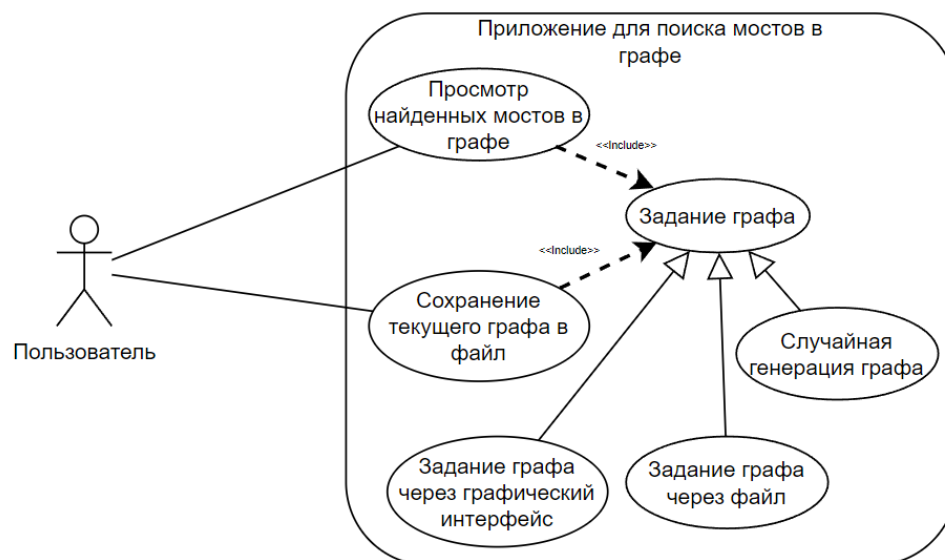 Приложение для поиска мостов в
графе
Просмотр
найденных мостов в
графе
<<Include>>
Задание графа
<<Include>>
Сохранение
текущего графа в
файл
Пользователь
Случайная
генерация графа
Задание графа
через графический
интерфейс
Задание графа
через файл